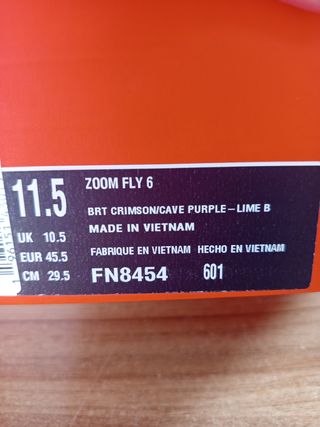 ZOOM FLY 6
11.5
BRT CRIMSON/CAVE PURPLE–LIME B
MADE IN VIETNAM
UK 10.5
FABRIQUE EN VIETNAM HECHO EN VIETNAM
EUR 45.5
CM 29.5
FN8454 601